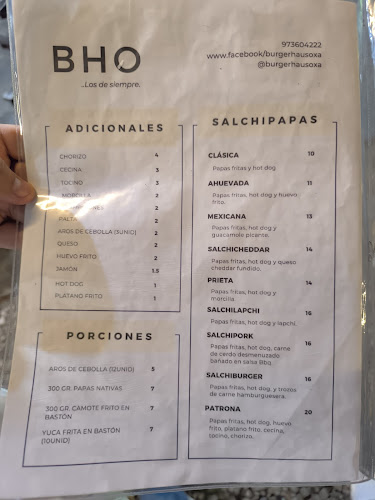 BHO
..Las de siempre.
973604222
www.facebook/burgerhausoxa
@burgerhausoxa
ADICIONALES
CHORIZO 4
CECINA 3
TOCINO 3
MORCILLA 2
2
PALTA 2
AROS DE CEBOLLA (5UNID) 2
QUESO 2
HUEVO FRITO 2
JAMÓN 1.5
HOT DOG 1
PLÁTANO FRITO 1
PORCIONES
AROS DE CEBOLLA (12UNID) 5
300 GR. PAPAS NATIVAS 7
300 GR. CAMOTE FRITO EN
BASTÓN 7
YUCA FRITA EN BASTÓN 7
(10UNID)
SALCHIPAPAS
CLÁSICA 10
Papas fritas y hot dog
AHUEVADA 11
Papas fritas, hot dog y huevo
frito.
MEXICANA 13
Papas fritas, hot dog y
guacamole picante.
SALCHICHEDDAR 14
Papas fritas, hot dog y queso
cheddar fundido.
PRIETA 14
Papas fritas, hot dog y
morcilla
SALCHILAPCHI 16
Papas fritas, hot dog y lapchi.
SALCHIPORK 16
Papas fritas, hot dog, carne
de cerdo desmenuzado
bañado en salsa Bbq.
SALCHIBURGER 16
Papas fritas, hot dog, y trozos
de carne hamburguesera.
PATRONA 20
Papas fritas, hot dog, huevo
frito, platano frito, cecina,
tocino, chorizo.